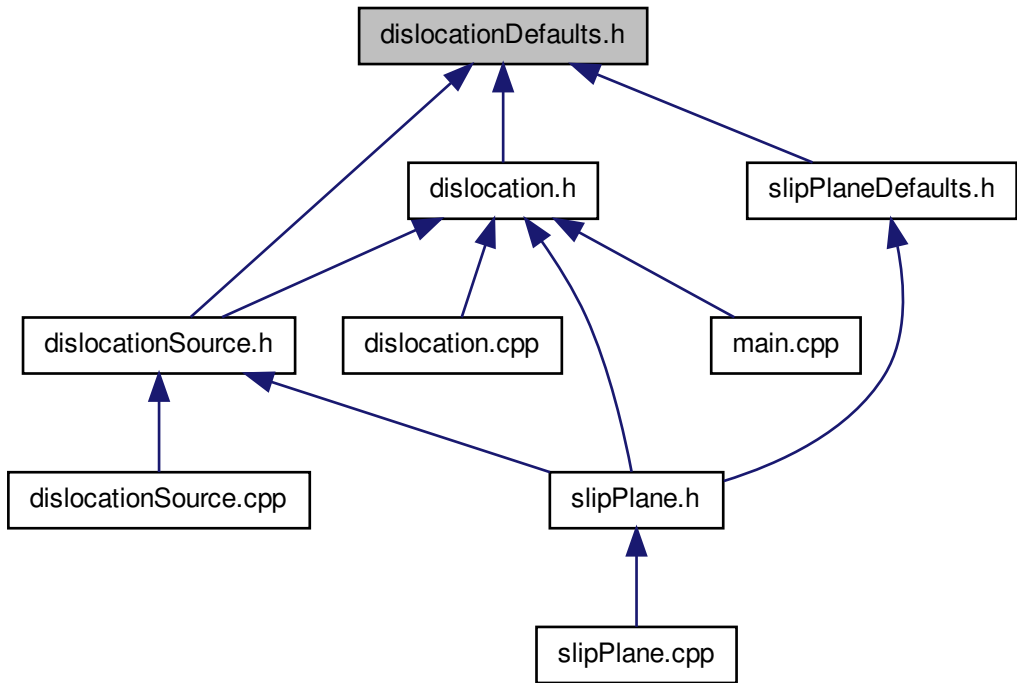 dislocationDefaults.h
dislocation.h
slipPlaneDefaults.h
dislocationSource.h
dislocation.cpp
main.cpp
dislocationSource.cpp
slipPlane.h
slipPlane.cpp